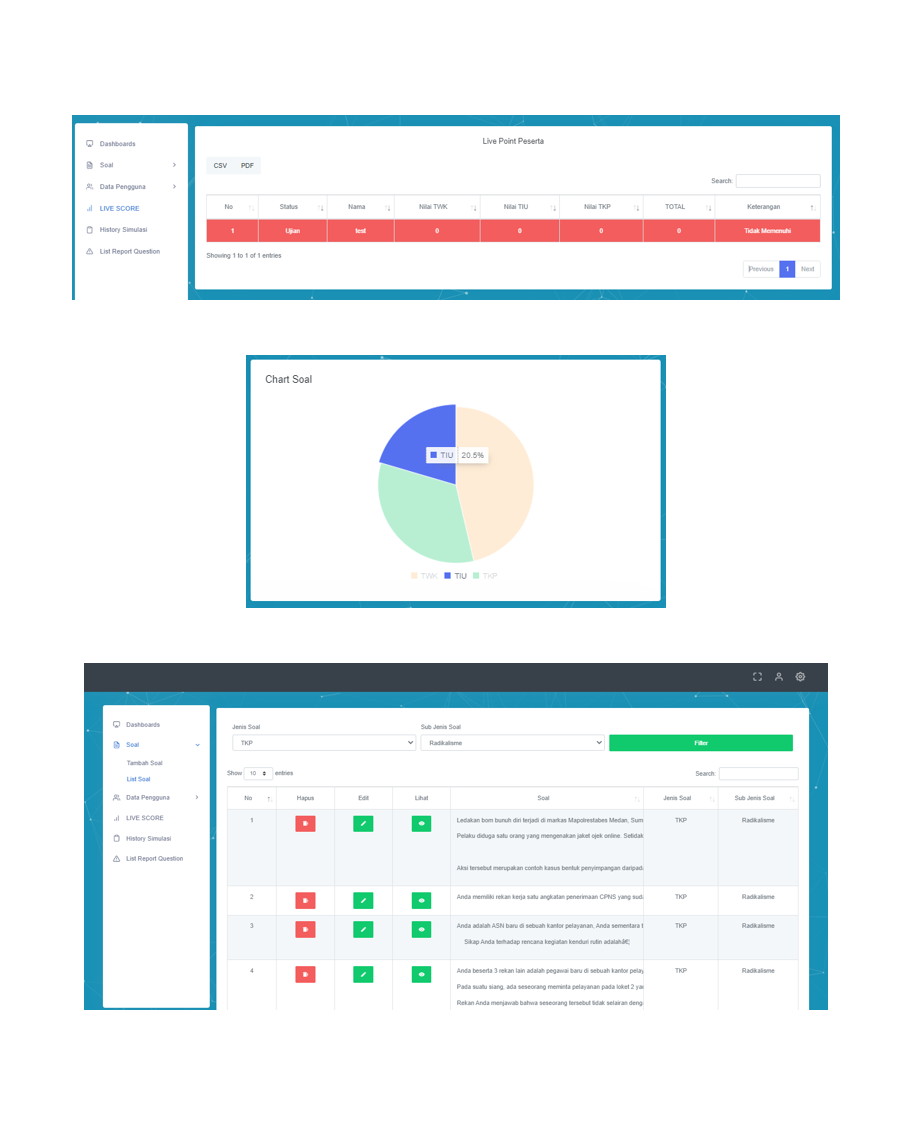 Live Point Peserta
Dashboards
Soal
Data Pengguna
LIVE SCORE
History Simulasi
List Report Question
CSV PDF
Search:
No Status Nama Nilai TWK Nilai TIU Nilai TKP TOTAL Keterangan
1 Ujian test 0 0 0 0 Tidak Memenuhi
Showing 1 to 1 of 1 entries
Previous 1 Next
Chart Soal
TIU 20.5%
TWK TIU TKP
Dashboards
Soal
Tambah Soal
List Soal
Data Pengguna
LIVE SCORE
History Simulasi
List Report Question
Jenis Soal Sub Jenis Soal
TKP Radikalisme Filter
Show 10 entries Search:
No Hapus Edit Lihat Soal Jenis Soal Sub Jenis Soal
1 Ledakan bom bunuh diri terjadi di markas Mapolrestabes Medan, Sum TKP Radikalisme
Pelaku diduga satu orang yang mengenakan jaket ojek online. Setidak
Aksi tersebut merupakan contoh kasus bentuk penyimpangan daripada
2 Anda memiliki rekan kerja satu angkatan penerimaan CPNS yang suda TKP Radikalisme
3 Anda adalah ASN baru di sebuah kantor pelayanan, Anda sementara t TKP Radikalisme
Sikap Anda terhadap rencana kegiatan kenduri rutin adalahâ€¦
4 Anda beserta 3 rekan lain adalah pegawai baru di sebuah kantor pelay TKP Radikalisme
Pada suatu siang, ada seseorang meminta pelayanan pada loket 2 yan
Rekan Anda menjawab bahwa seseorang tersebut tidak selairan deng